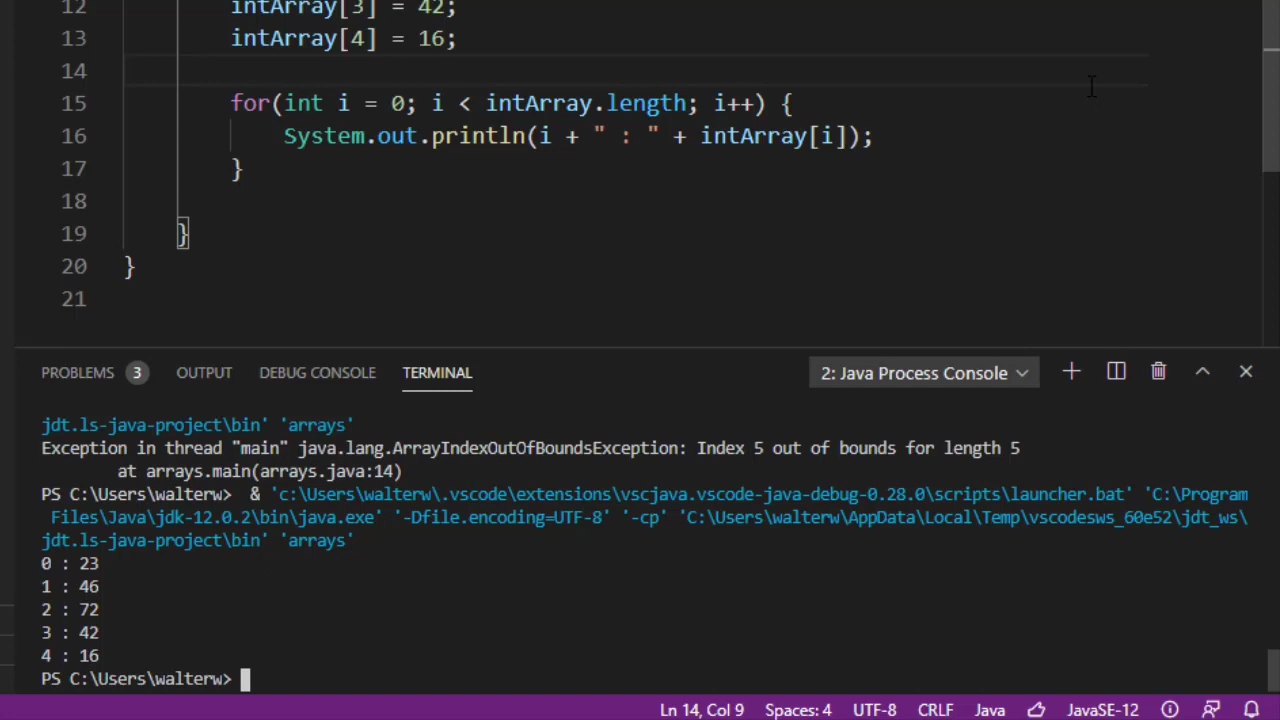 12 intArray[3] = 42;
13 intArray[4] = 16;
14
15 for(int i = 0; i < intArray.length; i++) {
16 System.out.println(i + " : " + intArray[i]);
17 }
18
19 }
20 }
21
PROBLEMS 3 OUTPUT DEBUG CONSOLE TERMINAL 2: Java Process Console
jdt.ls-java-project\bin' 'arrays'
Exception in thread "main" java.lang.ArrayIndexOutOfBoundsException: Index 5 out of bounds for length 5
at arrays.main(arrays.java:14)
PS C:\Users\walterw> & 'c:\Users\walterw\.vscode\extensions\vscjava.vscode-java-debug-0.28.0\scripts\launcher.bat' 'C:\Program
Files\Java\jdk-12.0.2\bin\java.exe' '-Dfile.encoding=UTF-8' '-cp' 'C:\Users\walterw\AppData\Local\Temp\vscodesws_60e52\jdt_ws\
jdt.ls-java-project\bin' 'arrays'
0 : 23
1 : 46
2 : 72
3 : 42
4 : 16
PS C:\Users\walterw>
Ln 14, Col 9 Spaces: 4 UTF-8 CRLF Java JavaSE-12